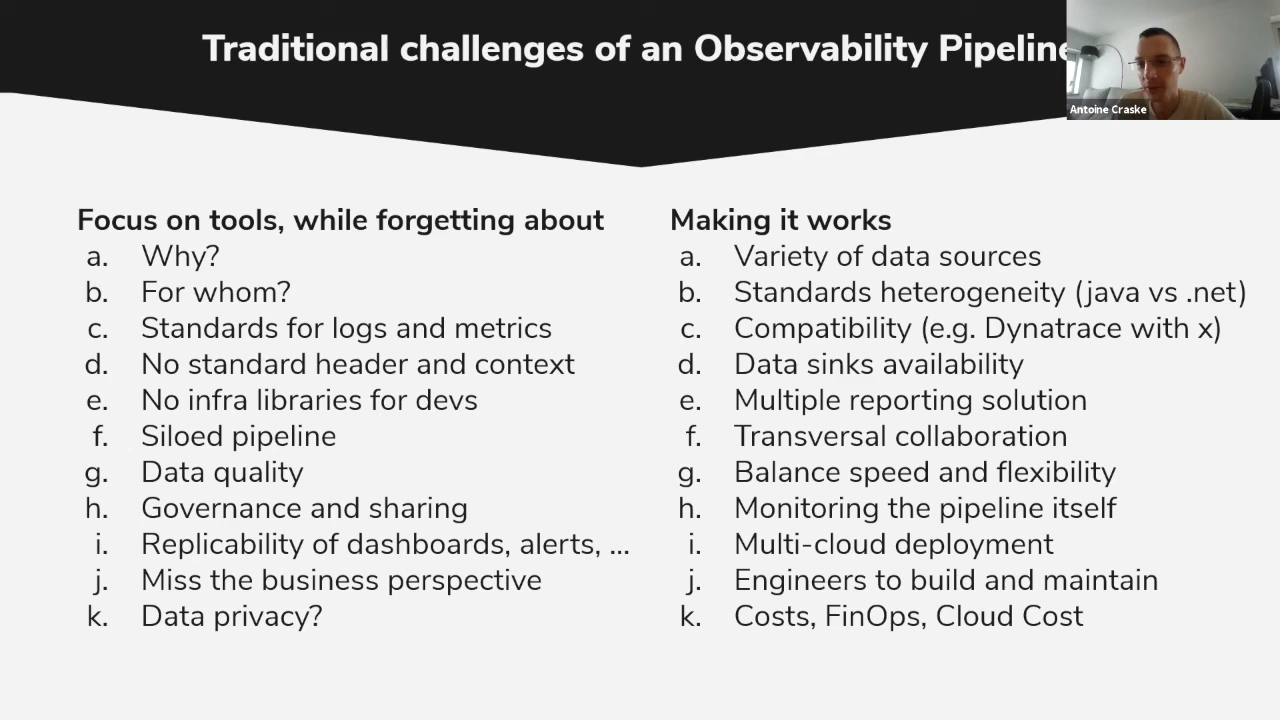 Traditional challenges of an Observability Pipeline
Antoine Craske
Focus on tools, while forgetting about
a. Why?
b. For whom?
c. Standards for logs and metrics
d. No standard header and context
e. No infra libraries for devs
f. Siloed pipeline
g. Data quality
h. Governance and sharing
i. Replicability of dashboards, alerts, ...
j. Miss the business perspective
k. Data privacy?
Making it works
a. Variety of data sources
b. Standards heterogeneity (java vs .net)
c. Compatibility (e.g. Dynatrace with x)
d. Data sinks availability
e. Multiple reporting solution
f. Transversal collaboration
g. Balance speed and flexibility
h. Monitoring the pipeline itself
i. Multi-cloud deployment
j. Engineers to build and maintain
k. Costs, FinOps, Cloud Cost